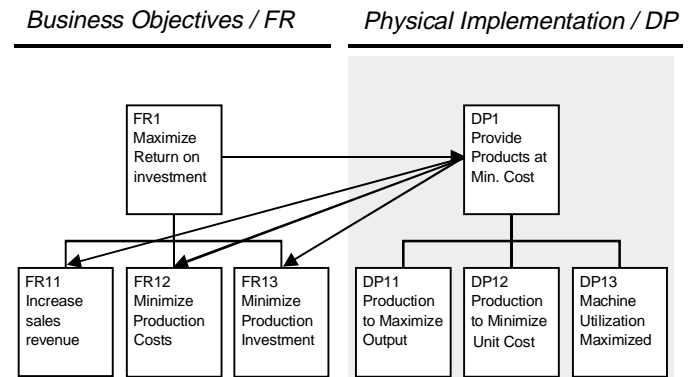 Business Objectives / FR
Physical Implementation / DP
FR1
Maximize
Return on
investment
DP1
Provide
Products at
Min. Cost
FR11
Increase
sales
revenue
FR12
Minimize
Production
Costs
FR13
Minimize
Production
Investment
DP11
Production
to Maximize
Output
DP12
Production
to Minimize
Unit Cost
DP13
Machine
Utilization
Maximized